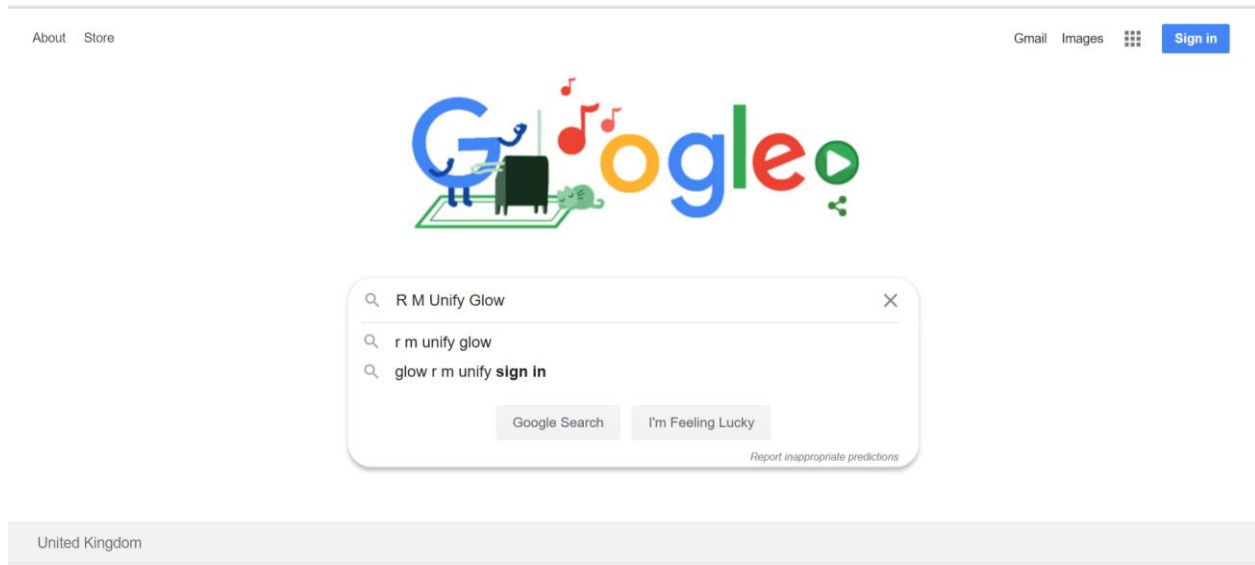 About Store
Gmail Images Sign in
Google
R M Unify Glow
r m unify glow
glow r m unify sign in
Google Search I'm Feeling Lucky
Report inappropriate predictions
United Kingdom